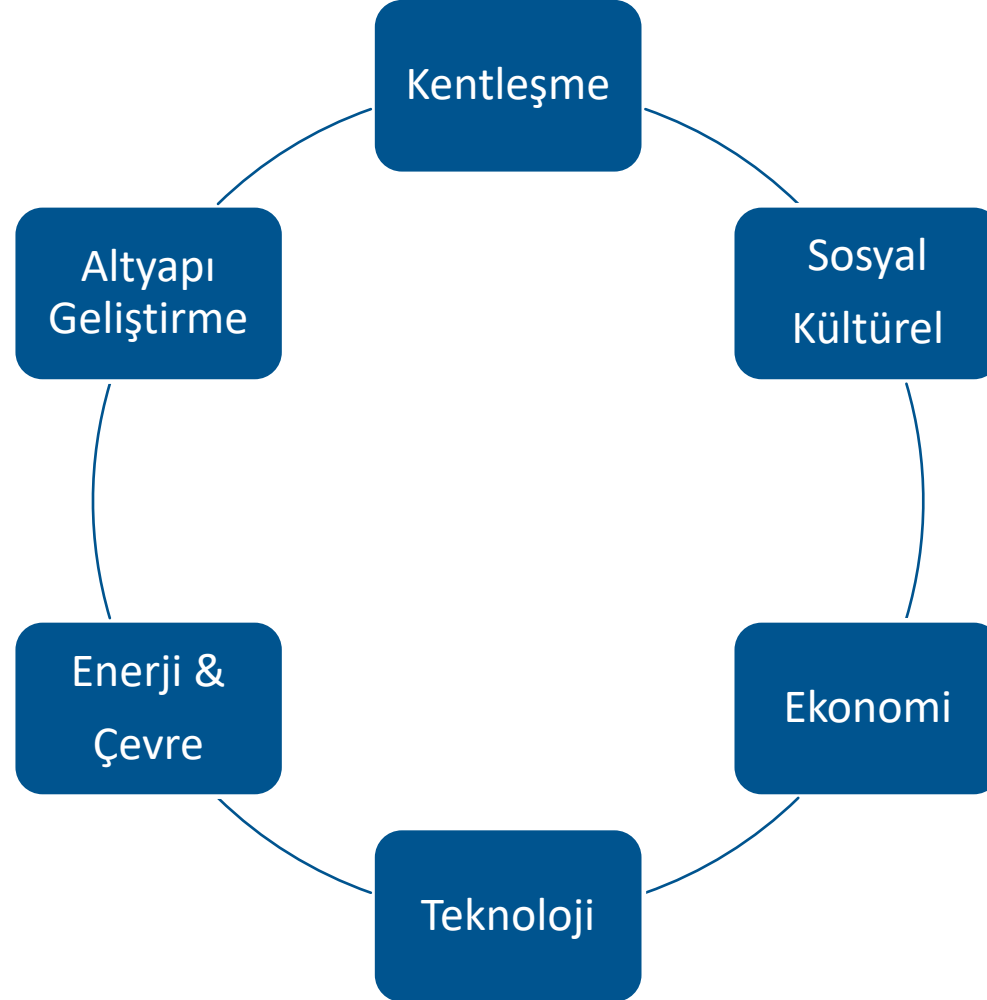 Kentleşme
Sosyal
Kültürel
Ekonomi
Teknoloji
Enerji &
Çevre
Altyapı
Geliştirme